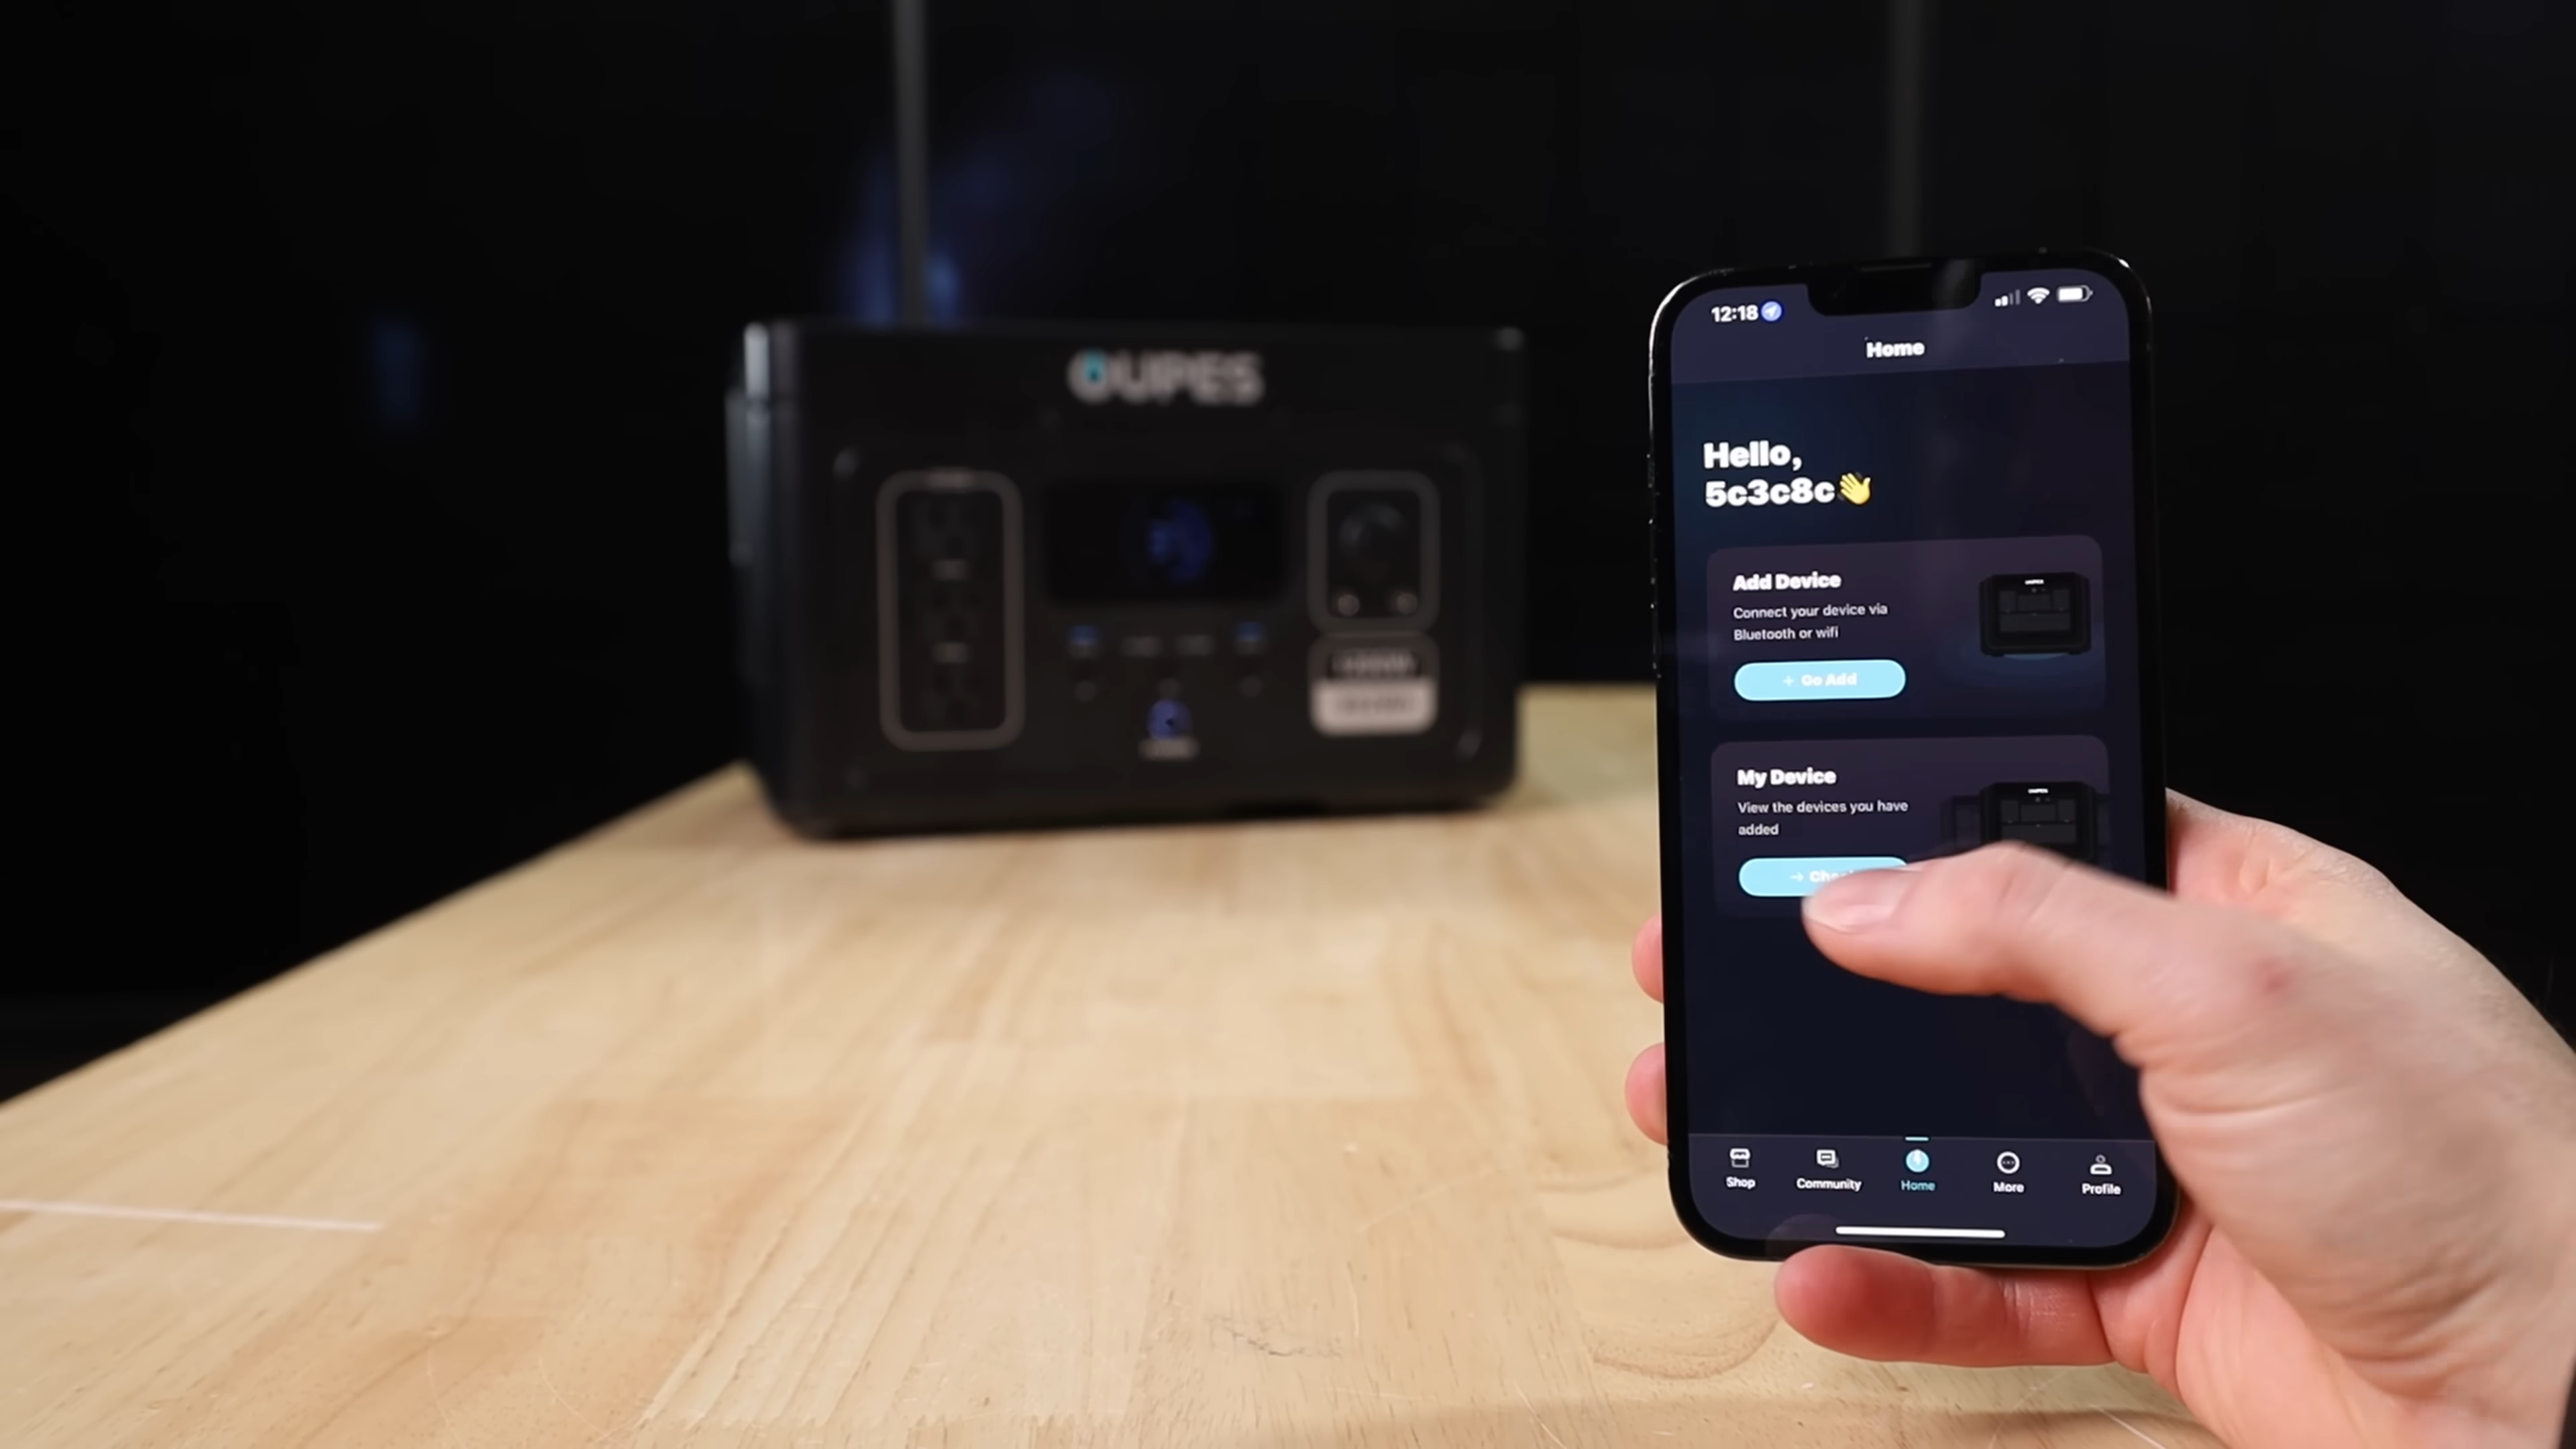 OUPES
12:18
Home
Hello,
5c3c8c👋
Add Device
Connect your device via
Bluetooth or wifi
+ Go Add
My Device
View the devices you have
added
→
Shop
Community
Home
More
Profile